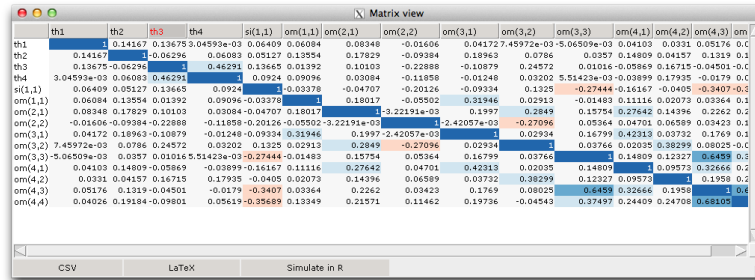 Matrix view
th1 th2 th3 th4 si(1,1) om(1,1) om(2,1) om(2,2) om(3,1) om(3,2) om(3,3) om(4,1) om(4,2) om(4,3) om
th1 1 0.14167 0.13675 3.04593e-03 0.06409 0.06084 0.08348 -0.01606 0.04172 7.45972e-03 -5.06509e-03 0.04103 0.0331 0.05176 0.0
th2 0.14167 1 -0.06296 0.06083 0.05127 0.13554 0.17829 -0.09384 0.18963 0.0786 0.0357 0.14809 0.04157 0.1319 0.1
th3 -0.13675 -0.06296 1 0.46291 0.13665 0.01392 0.10103 -0.22888 -0.10879 0.24572 0.01016 -0.05869 0.16715 -0.04501 -0.0
th4 3.04593e-03 0.06083 0.46291 1 0.0924 0.09096 0.03084 -0.11858 -0.01248 0.03202 5.51423e-03 -0.03899 0.17935 -0.0179 0.0
si(1,1) 0.06409 0.05127 0.13665 0.0924 1 -0.03378 -0.04707 -0.20126 -0.09334 0.1325 -0.27444 -0.16167 -0.0405 -0.3407 -0.3
om(1,1) 0.06084 0.13554 0.01392 0.09096 -0.03378 1 0.18017 -0.05502 0.31946 0.02913 -0.01483 0.11116 0.02073 0.03364 0.1
om(2,1) 0.08348 0.17829 0.10103 0.03084 -0.04707 0.18017 1 -3.22191e-03 0.1997 0.2849 0.15754 0.27642 0.14396 0.2262 0.2
om(2,2) -0.01606 -0.09384 -0.22888 -0.11858 -0.20126 -0.05502 -3.22191e-03 1 -2.42057e-03 -0.27096 0.05364 0.04701 0.06589 0.03423 0.1
om(3,1) 0.04172 0.18963 -0.10879 -0.01248 -0.09334 0.31946 0.1997 -2.42057e-03 1 0.02934 0.16799 0.42313 0.03732 0.1769 0.1
om(3,2) 7.45972e-03 0.0786 0.24572 0.03202 0.1325 0.02913 0.2849 -0.27096 0.02934 1 0.03766 0.02035 0.38299 0.08025 -0.0
om(3,3) -5.06509e-03 0.0357 0.01016 5.51423e-03 -0.27444 -0.01483 0.15754 0.05364 0.16799 0.03766 1 0.14809 0.12327 0.6459 0.3
om(4,1) 0.04103 0.14809 -0.05869 -0.03899 -0.16167 0.11116 0.27642 0.04701 0.42313 0.02035 0.14809 1 0.09573 0.32666 0.2
om(4,2) 0.0331 0.04157 0.16715 0.17935 -0.0405 0.02073 0.14396 0.06589 0.03732 0.38299 0.12327 0.09573 1 0.1958 0.2
om(4,3) 0.05176 0.1319 -0.04501 -0.0179 -0.3407 0.03364 0.2262 0.03423 0.1769 0.08025 0.6459 0.32666 0.1958 1 0.6
om(4,4) 0.04026 0.19184 -0.09801 0.05619 -0.35689 0.13349 0.21571 0.11462 0.19736 -0.04543 0.37497 0.24409 0.24708 0.68105
CSV LaTeX Simulate in R